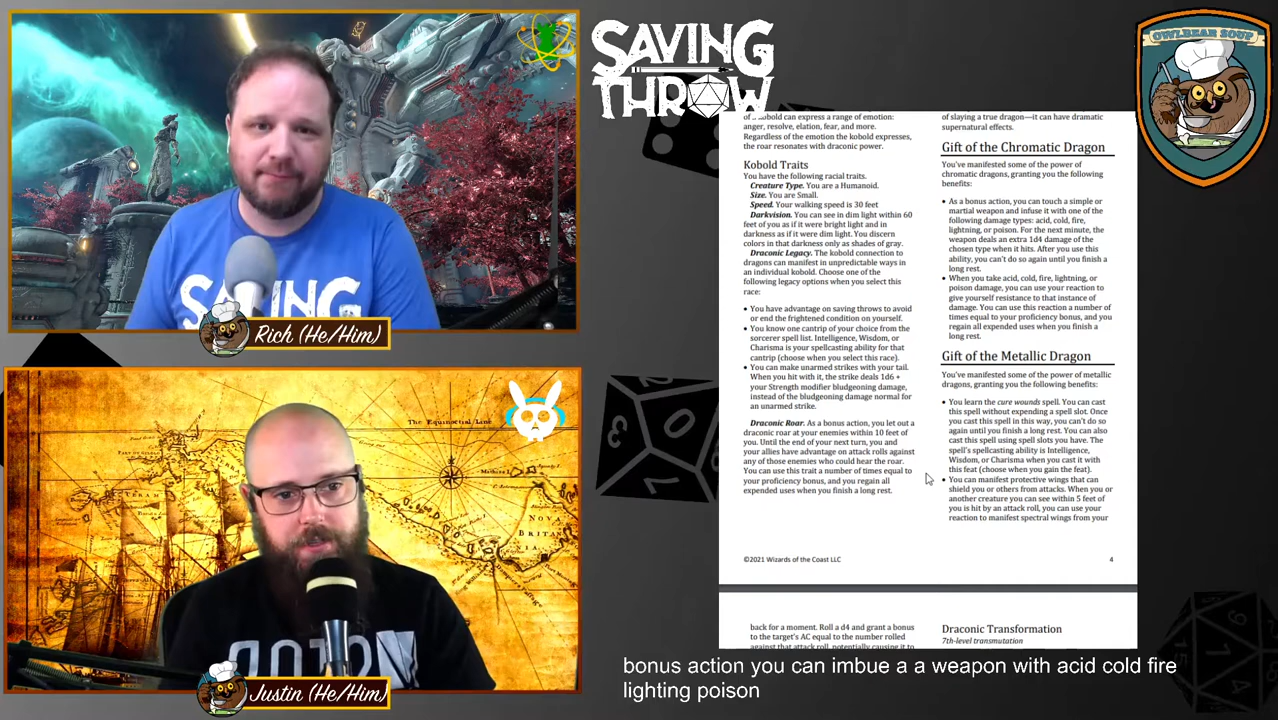 SAVING
THROW
OWLBEAR SOUP
SAVING
Rich (He/Him)
The Equinoctial Line
Justin (He/Him)
of a kobold can express a range of emotion:
anger, resolve, elation, fear, and more.
Regardless of the emotion the kobold expresses,
the roar resonates with draconic power.
Kobold Traits
You have the following racial traits.
Creature Type. You are a Humanoid.
Size. You are Small.
Speed. Your walking speed is 30 feet
Darkvision. You can see in dim light within 60
feet of you as if it were bright light and in
darkness as if it were dim light. You discern
colors in that darkness only as shades of gray.
Draconic Legacy. The kobold connection to
dragons can manifest in unpredictable ways in
an individual kobold. Choose one of the
following legacy options when you select this
race:
• You have advantage on saving throws to avoid
or end the frightened condition on yourself.
• You know one cantrip of your choice from the
sorcerer spell list. Intelligence, Wisdom, or
Charisma is your spellcasting ability for that
cantrip (choose when you select this race).
• You can make unarmed strikes with your tail.
When you hit with it, the strike deals 1d6 +
your Strength modifier bludgeoning damage,
instead of the bludgeoning damage normal for
an unarmed strike.
Draconic Roar. As a bonus action, you let out a
draconic roar at your enemies within 10 feet of
you. Until the end of your next turn, you and
your allies have advantage on attack rolls against
any of those enemies who could hear the roar.
You can use this trait a number of times equal to
your proficiency bonus, and you regain all
expended uses when you finish a long rest.
of slaying a true dragon—it can have dramatic
supernatural effects.
Gift of the Chromatic Dragon
You've manifested some of the power of
chromatic dragons, granting you the following
benefits:
• As a bonus action, you can touch a simple or
martial weapon and infuse it with one of the
following damage types: acid, cold, fire,
lightning, or poison. For the next minute, the
weapon deals an extra 1d4 damage of the
chosen type when it hits. After you use this
ability, you can't do so again until you finish a
long rest.
• When you take acid, cold, fire, lightning, or
poison damage, you can use your reaction to
give yourself resistance to that instance of
damage. You can use this reaction a number of
times equal to your proficiency bonus, and you
regain all expended uses when you finish a
long rest.
Gift of the Metallic Dragon
You've manifested some of the power of metallic
dragons, granting you the following benefits:
• You learn the cure wounds spell. You can cast
this spell without expending a spell slot. Once
you cast this spell in this way, you can't do so
again until you finish a long rest. You can also
cast this spell using spell slots you have. The
spell's spellcasting ability is Intelligence,
Wisdom, or Charisma when you cast it with
this feat (choose when you gain the feat).
• You can manifest protective wings that can
shield you or others from attacks. When you or
another creature you can see within 5 feet of
you is hit by an attack roll, you can use your
reaction to manifest spectral wings from your
©2021 Wizards of the Coast LLC
4
back for a moment. Roll a d4 and grant a bonus
to the target's AC equal to the number rolled
against that attack roll, potentially causing it to
Draconic Transformation
7th-level transmutation
bonus action you can imbue a a weapon with acid cold fire
lighting poison